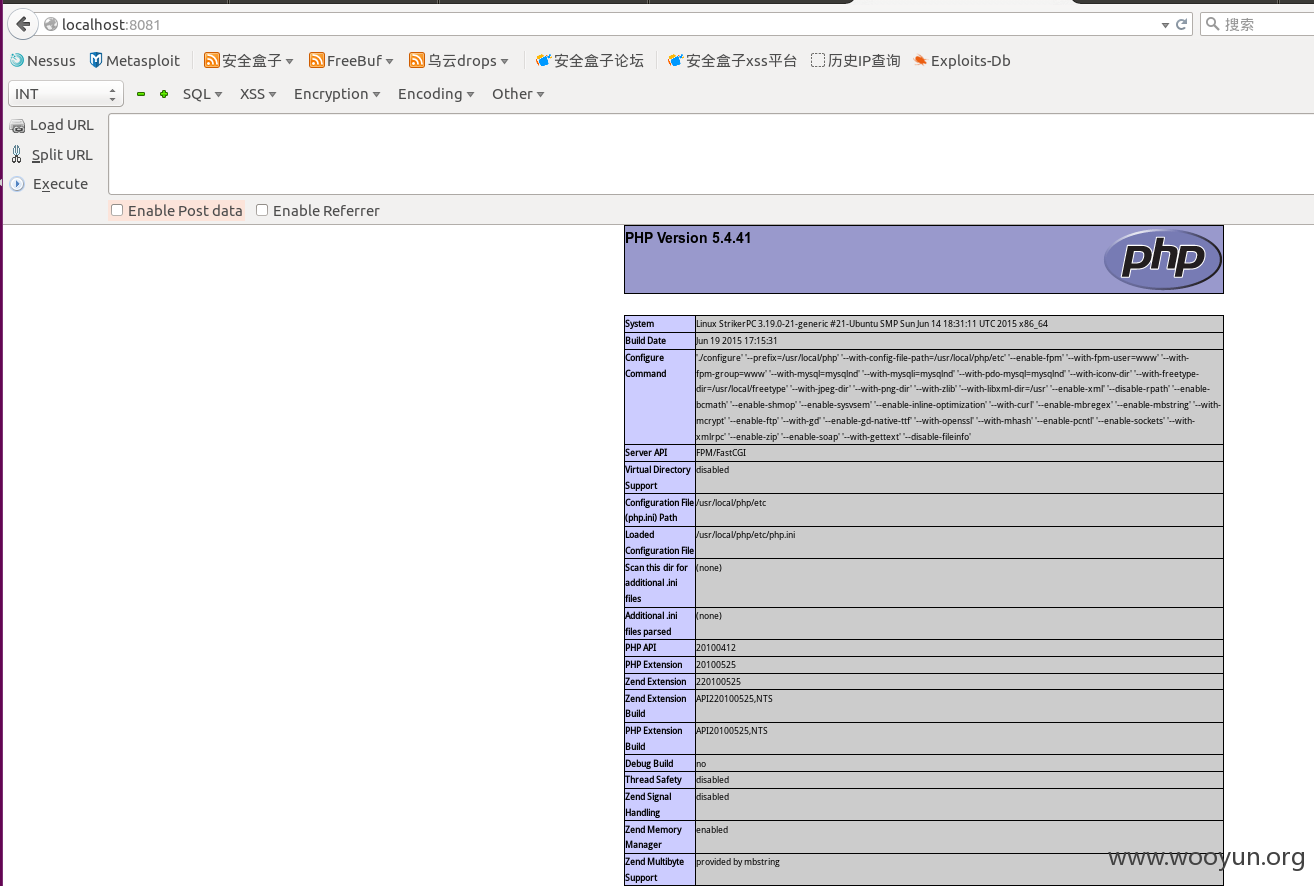 localhost:8081
搜索
Nessus Metasploit 安全盒子 FreeBuf 乌云drops 安全盒子论坛 安全盒子xss平台 历史IP查询 Exploits-Db
INT SQL XSS Encryption Encoding Other
Load URL
Split URL
Execute
Enable Post data Enable Referrer
PHP Version 5.4.41
php
System Linux StrikerPC 3.19.0-21-generic #21-Ubuntu SMP Sun Jun 14 18:31:11 UTC 2015 x86_64
Build Date Jun 19 2015 17:15:31
Configure './configure' '--prefix=/usr/local/php' '--with-config-file-path=/usr/local/php/etc' '--enable-fpm' '--with-fpm-user=www' '--with-
Command fpm-group=www' '--with-mysql=mysqlnd' '--with-mysqli=mysqlnd' '--with-pdo-mysql=mysqlnd' '--with-iconv-dir' '--with-freetype-
dir=/usr/local/freetype' '--with-jpeg-dir' '--with-png-dir' '--with-zlib' '--with-libxml-dir=/usr' '--enable-xml' '--disable-rpath' '--enable-
bcmath' '--enable-shmop' '--enable-sysvsem' '--enable-inline-optimization' '--with-curl' '--enable-mbregex' '--enable-mbstring' '--with-
mcrypt' '--enable-ftp' '--with-gd' '--enable-gd-native-ttf' '--with-openssl' '--with-mhash' '--enable-pcntl' '--enable-sockets' '--with-
xmlrpc' '--enable-zip' '--enable-soap' '--with-gettext' '--disable-fileinfo'
Server API FPM/FastCGI
Virtual Directory disabled
Support
Configuration File /usr/local/php/etc
(php.ini) Path
Loaded /usr/local/php/etc/php.ini
Configuration File
Scan this dir for (none)
additional .ini
files
Additional .ini (none)
files parsed
PHP API 20100412
PHP Extension 20100525
Zend Extension 220100525
Zend Extension API220100525,NTS
Build
PHP Extension API20100525,NTS
Build
Debug Build no
Thread Safety disabled
Zend Signal disabled
Handling
Zend Memory enabled
Manager
Zend Multibyte provided by mbstring
Support
www.wooyun.org